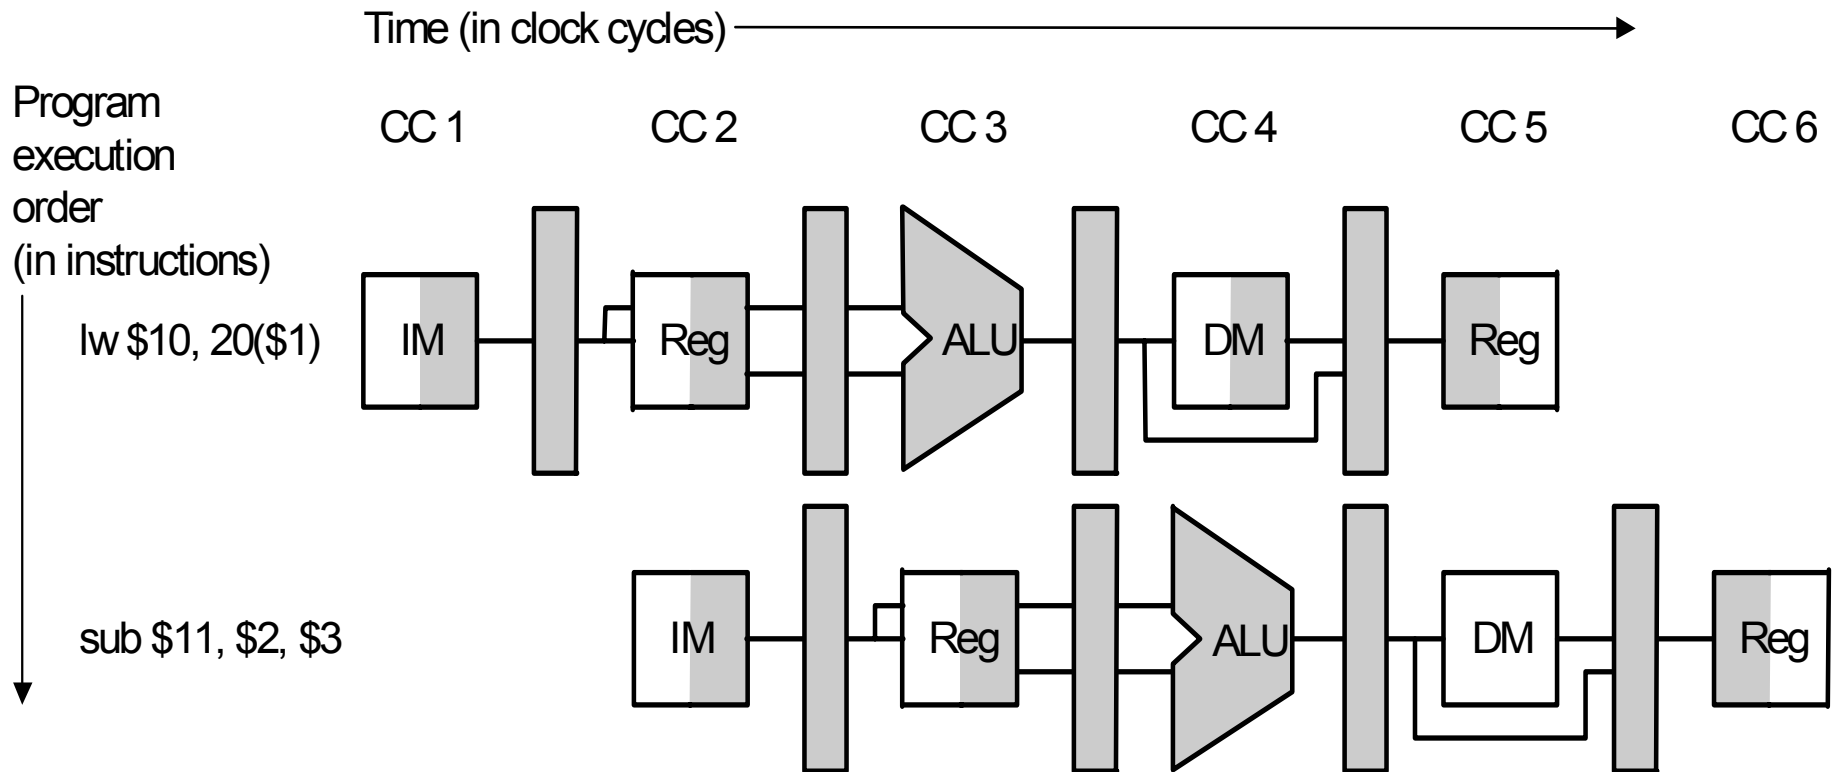 Time (in clock cycles)
Program
execution
order
(in instructions)
CC 1 CC 2 CC 3 CC 4 CC 5 CC 6
lw $10, 20($1) IM Reg ALU DM Reg
sub $11, $2, $3 IM Reg ALU DM Reg